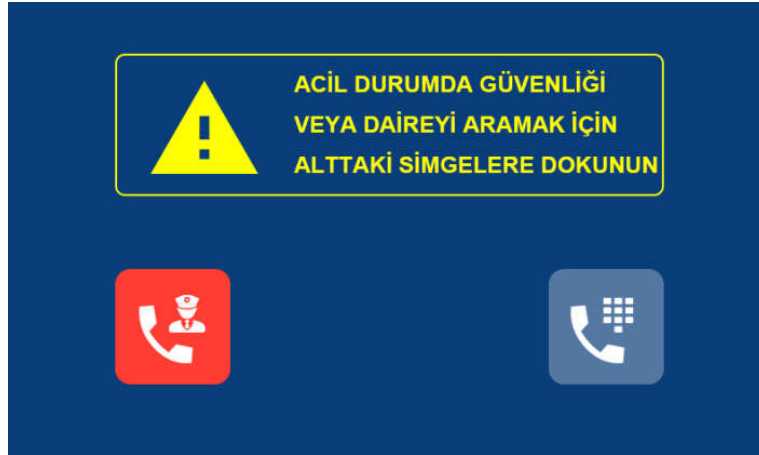 ACİL DURUMDA GÜVENLİĞİ
VEYA DAİREYİ ARAMAK İÇİN
ALTTAKİ SİMGELERE DOKUNUN